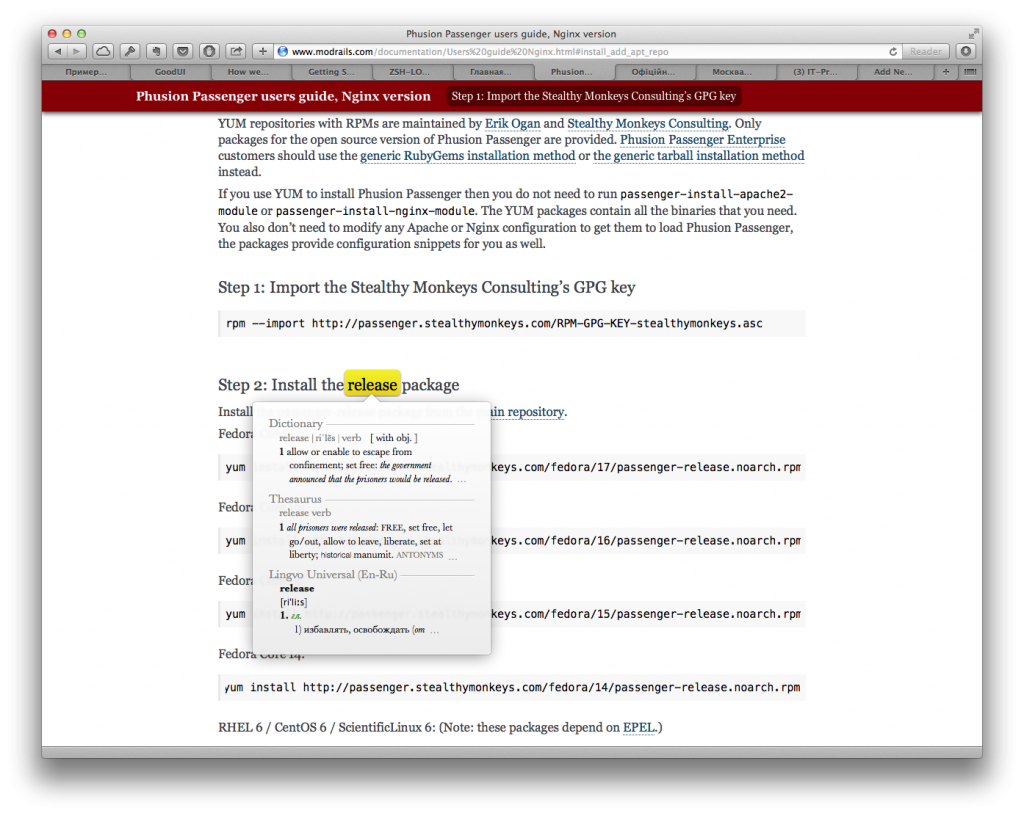 Phusion Passenger users guide, Nginx version
www.modrails.com/documentation/Users%20guide%20Nginx.html#install_add_apt_repo
Reader
Пример...
GoodUI
How we...
Getting S...
ZSH-LO...
Главная...
Phusion...
Офіційн...
Москва...
(3) IT-Pr...
Add Ne...
Phusion Passenger users guide, Nginx version
Step 1: Import the Stealthy Monkeys Consulting's GPG key
YUM repositories with RPMs are maintained by Erik Ogan and Stealthy Monkeys Consulting. Only
packages for the open source version of Phusion Passenger are provided. Phusion Passenger Enterprise
customers should use the generic RubyGems installation method or the generic tarball installation method
instead.
If you use YUM to install Phusion Passenger then you do not need to run passenger-install-apache2-
module or passenger-install-nginx-module. The YUM packages contain all the binaries that you need.
You also don't need to modify any Apache or Nginx configuration to get them to load Phusion Passenger,
the packages provide configuration snippets for you as well.
Step 1: Import the Stealthy Monkeys Consulting's GPG key
rpm --import http://passenger.stealthymonkeys.com/RPM-GPG-KEY-stealthymonkeys.asc
Step 2: Install the release package
Install main repository.
Fedora
yum keys.com/fedora/17/passenger-release.noarch.rpm
Fedora
yum keys.com/fedora/16/passenger-release.noarch.rpm
Fedora
yum keys.com/fedora/15/passenger-release.noarch.rpm
Fedora Core 14:
yum install http://passenger.stealthymonkeys.com/fedora/14/passenger-release.noarch.rpm
RHEL 6 / CentOS 6 / ScientificLinux 6: (Note: these packages depend on EPEL.)
Dictionary
release | riˈlēs | verb [ with obj. ]
1 allow or enable to escape from
confinement; set free: the government
announced that the prisoners would be released. ...
Thesaurus
release verb
1 all prisoners were released: FREE, set free, let
go/out, allow to leave, liberate, set at
liberty; historical manumit. ANTONYMS ...
Lingvo Universal (En-Ru)
release
[rɪ'liːs]
1. гл.
1) избавлять, освобождать (от ...